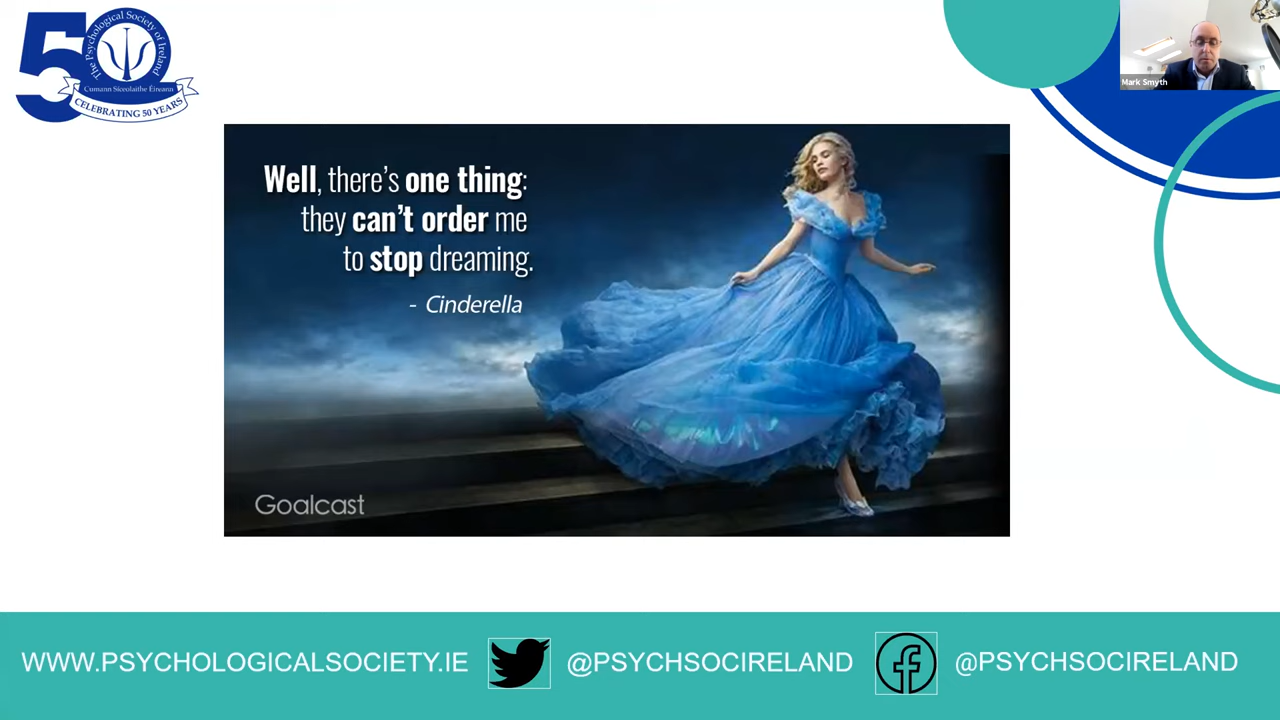 50
The Psychological Society of Ireland
Cumann Síceolaithe Éireann
CELEBRATING 50 YEARS
Mark Smyth
Well, there's one thing:
they can't order me
to stop dreaming.
- Cinderella
Goalcast
WWW.PSYCHOLOGICALSOCIETY.IE
@PSYCHSOCIRELAND
@PSYCHSOCIRELAND